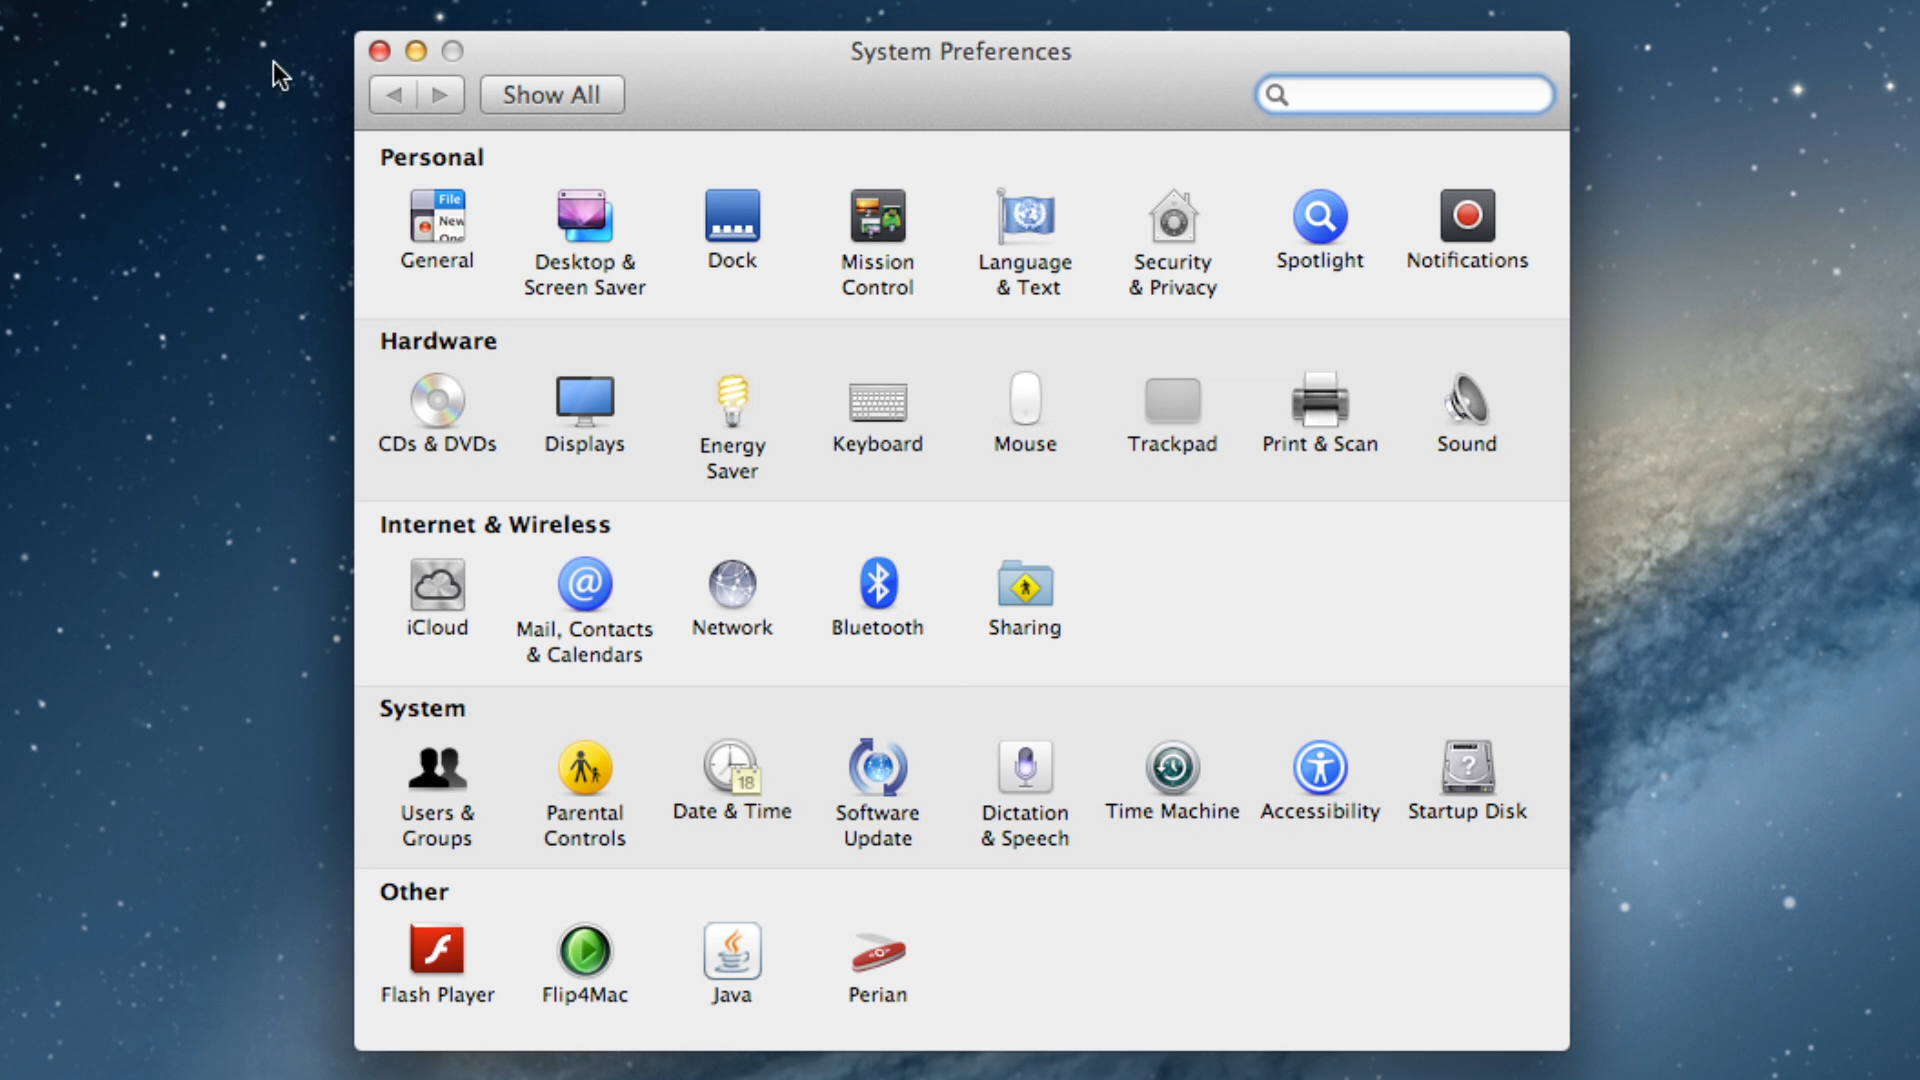 System Preferences
Show All
Personal
File
New
General
Desktop &
Screen Saver
Dock
Mission
Control
Language
& Text
Security
& Privacy
Spotlight
Notifications
Hardware
CDs & DVDs
Displays
Energy
Saver
Keyboard
Mouse
Trackpad
Print & Scan
Sound
Internet & Wireless
iCloud
@
Mail, Contacts
& Calendars
Network
Bluetooth
Sharing
System
Users &
Groups
Parental
Controls
18
Date & Time
Software
Update
Dictation
& Speech
Time Machine
Accessibility
?
Startup Disk
Other
Flash Player
Flip4Mac
Java
Perian